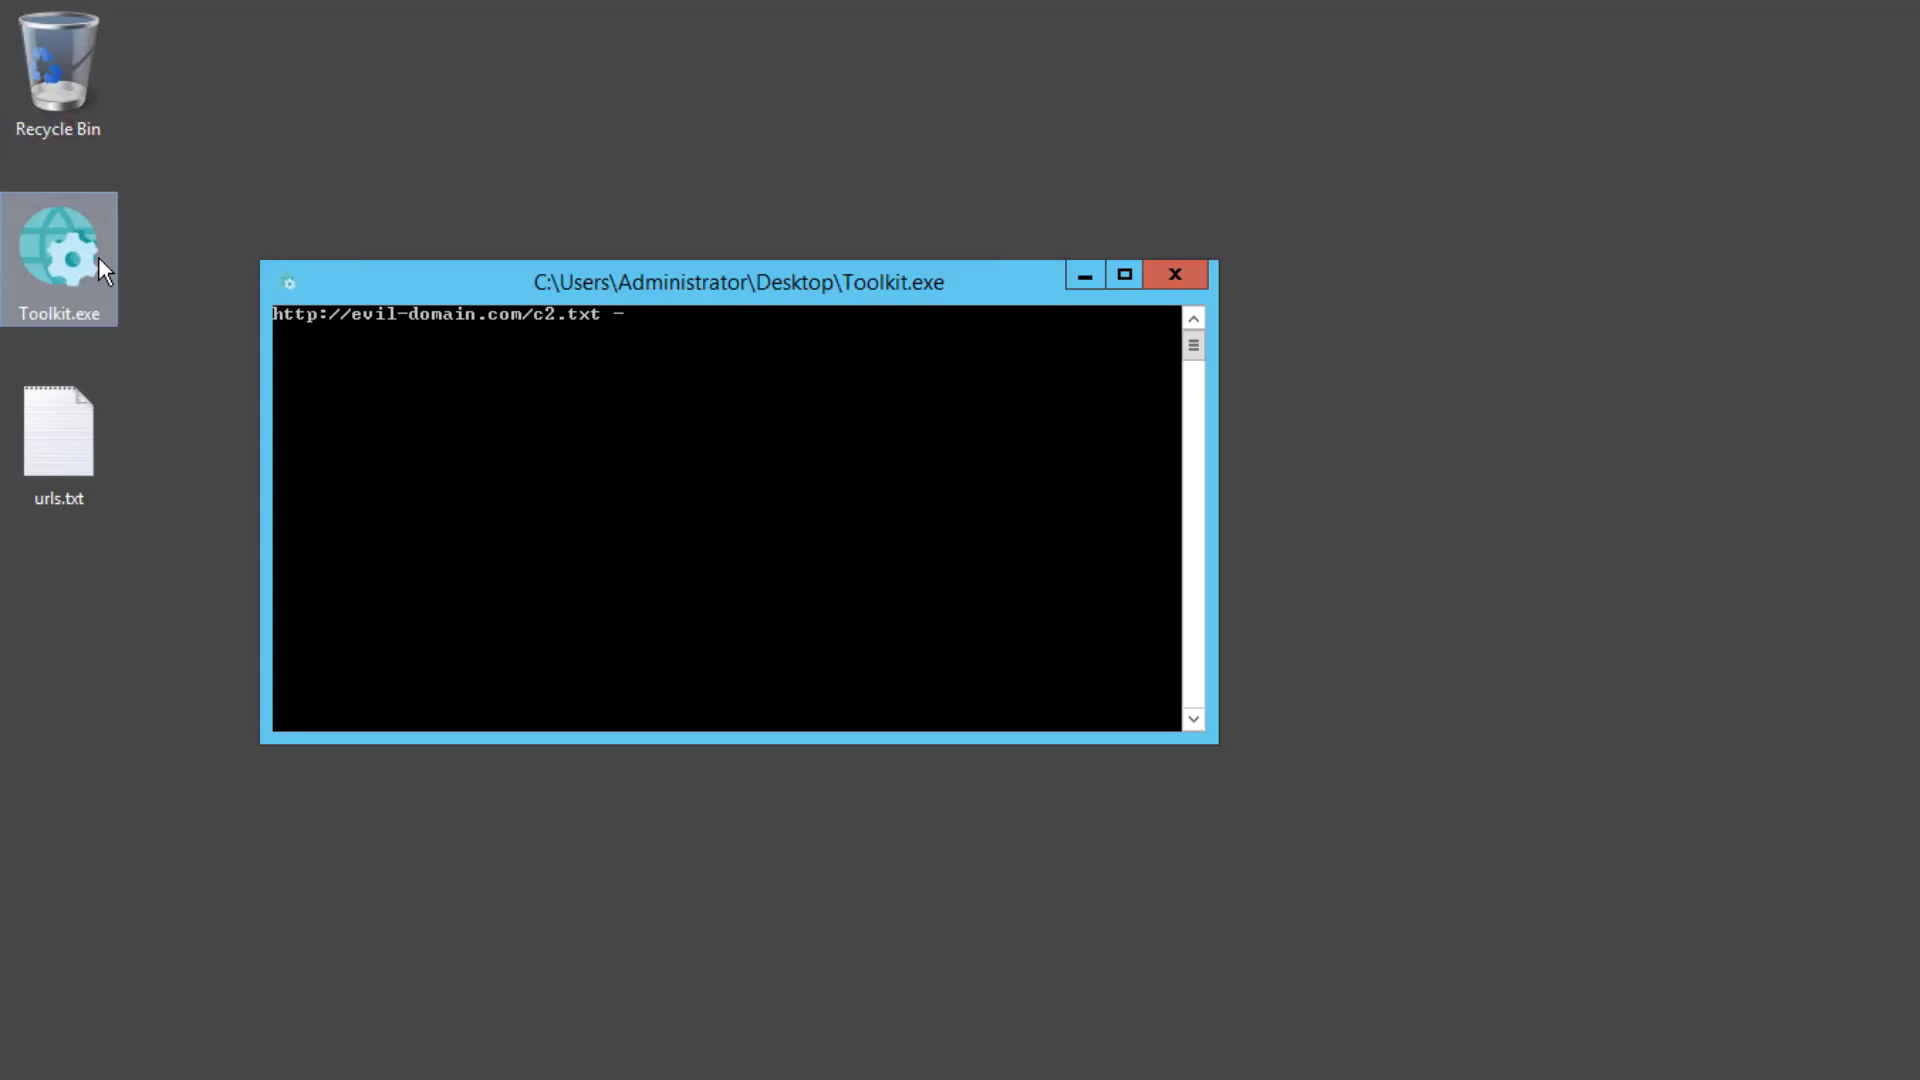 Recycle Bin
Toolkit.exe
urls.txt
C:\Users\Administrator\Desktop\Toolkit.exe
http://evil-domain.com/c2.txt -